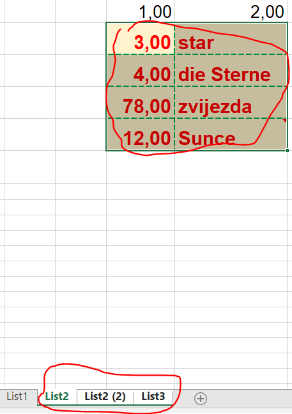 1,00 2,00
3,00 star
4,00 die Sterne
78,00 zvijezda
12,00 Sunce
List1 List2 List2 (2) List3